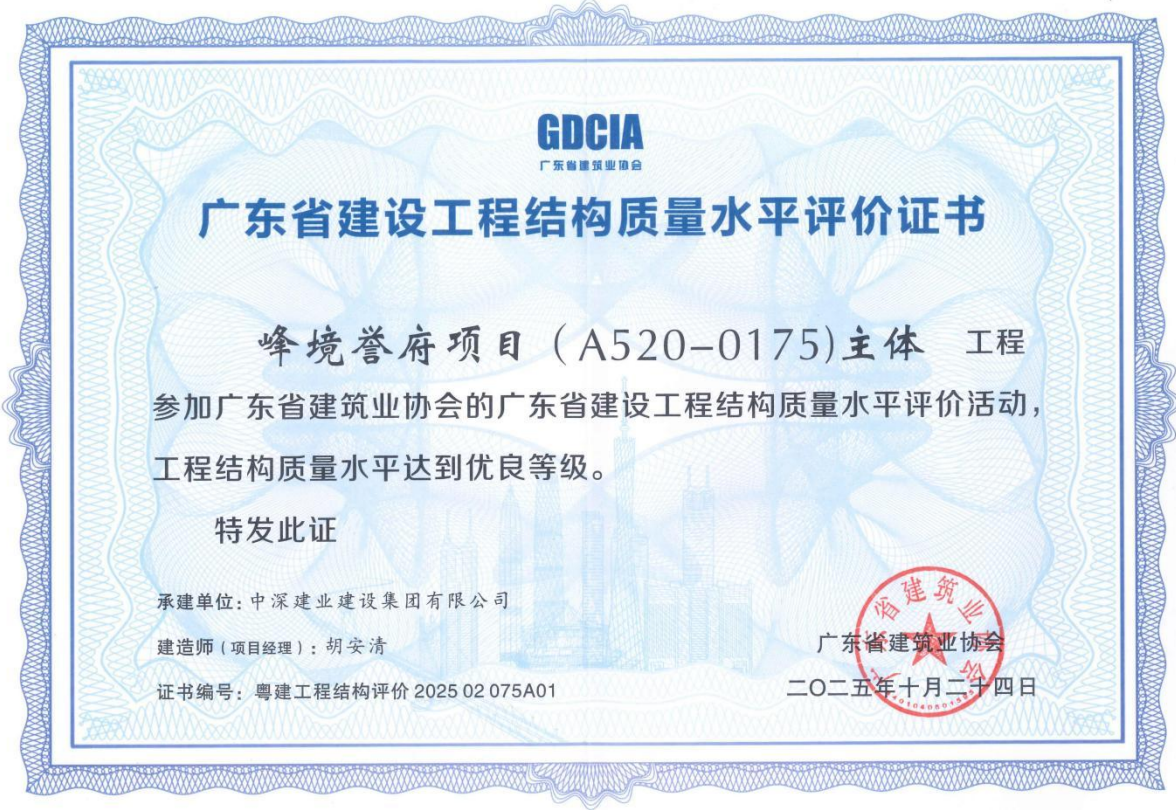 GDCIA
广东省建筑业协会
广东省建设工程结构质量水平评价证书
峰境誉府项目（A520-0175)主体 工程
参加广东省建筑业协会的广东省建设工程结构质量水平评价活动，
工程结构质量水平达到优良等级。
特发此证
承建单位：中深建业建设集团有限公司
建造师（项目经理）：胡安清
证书编号：粤建工程结构评价 2025 02 075A01
广东省建筑业协会
二〇二五年十月二十四日
广东省建筑业协会